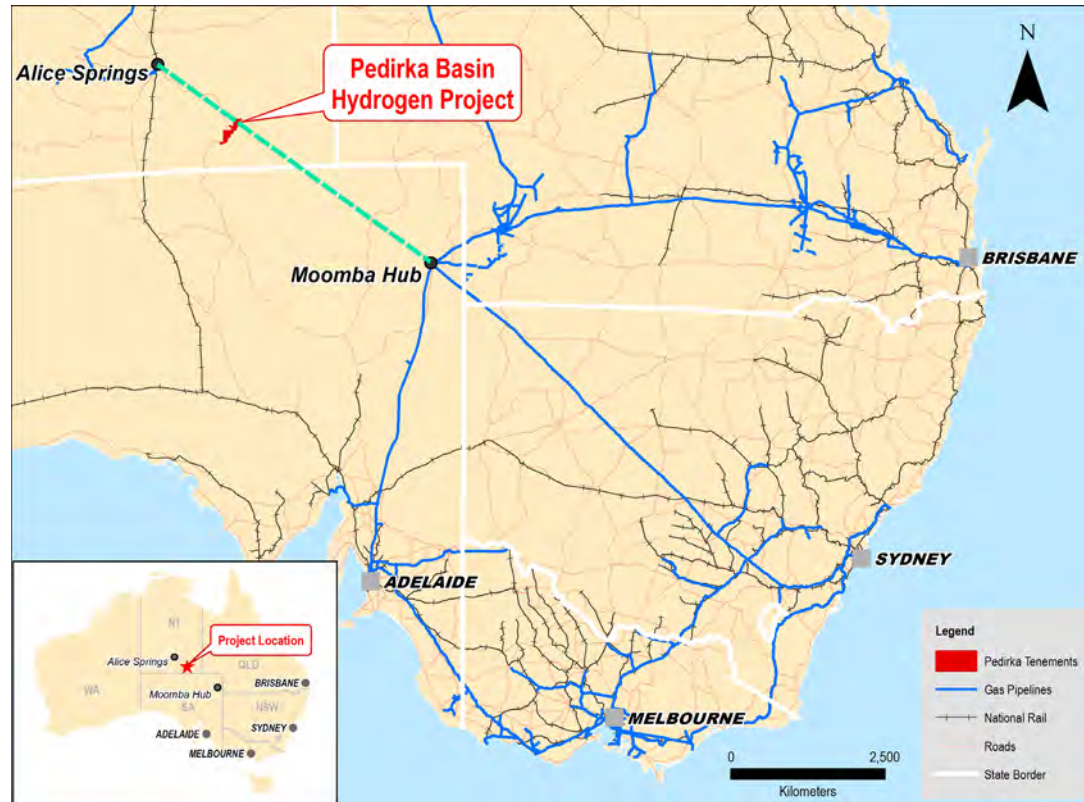 N
Alice Springs
Pedirka Basin
Hydrogen Project
Moomba Hub
BRISBANE
ADELAIDE
SYDNEY
MELBOURNE
0
2,500
Kilometers
Legend
Pedirka Tenements
Gas Pipelines
National Rail
Roads
State Border
NT
Project Location
Alice Springs
QLD
WA
BRISBANE
Moomba Hub
SA
NSW
ADELAIDE
SYDNEY
MELBOURNE